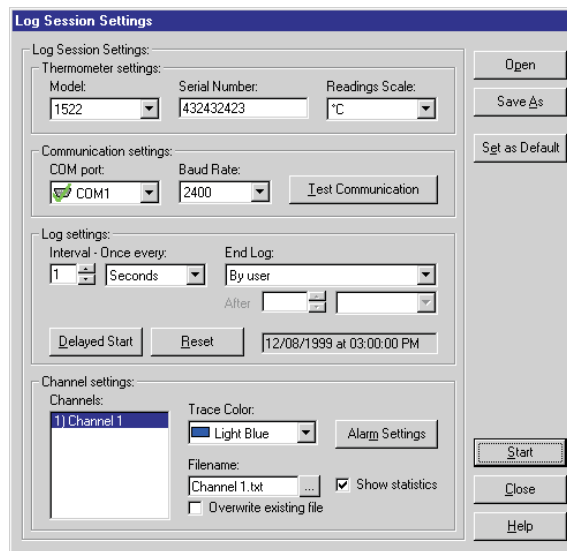 Log Session Settings
Log Session Settings:
Thermometer settings:
Model: Serial Number: Readings Scale:
1522 432432423 °C
Communication settings:
COM port: Baud Rate:
COM1 2400 Test Communication
Log settings:
Interval - Once every: End Log:
1 Seconds By user
After
Delayed Start Reset 12/08/1999 at 03:00:00 PM
Channel settings:
Channels:
1) Channel 1
Trace Color:
Light Blue Alarm Settings
Filename:
Channel 1.txt ... Show statistics
Overwrite existing file
Open
Save As
Set as Default
Start
Close
Help